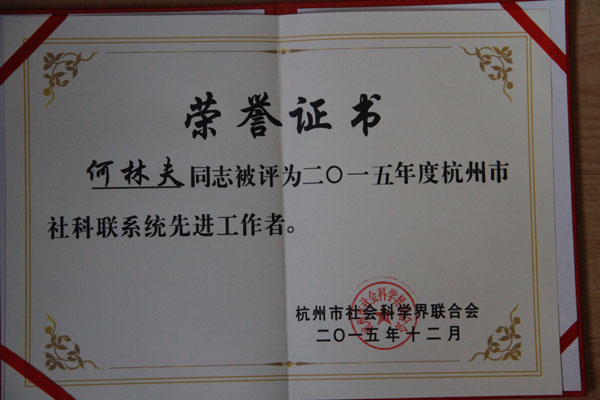 荣誉证书
何林夫同志被评为二〇一五年度杭州市
社科联系统先进工作者。
杭州市社会科学界联合会
二〇一五年十二月